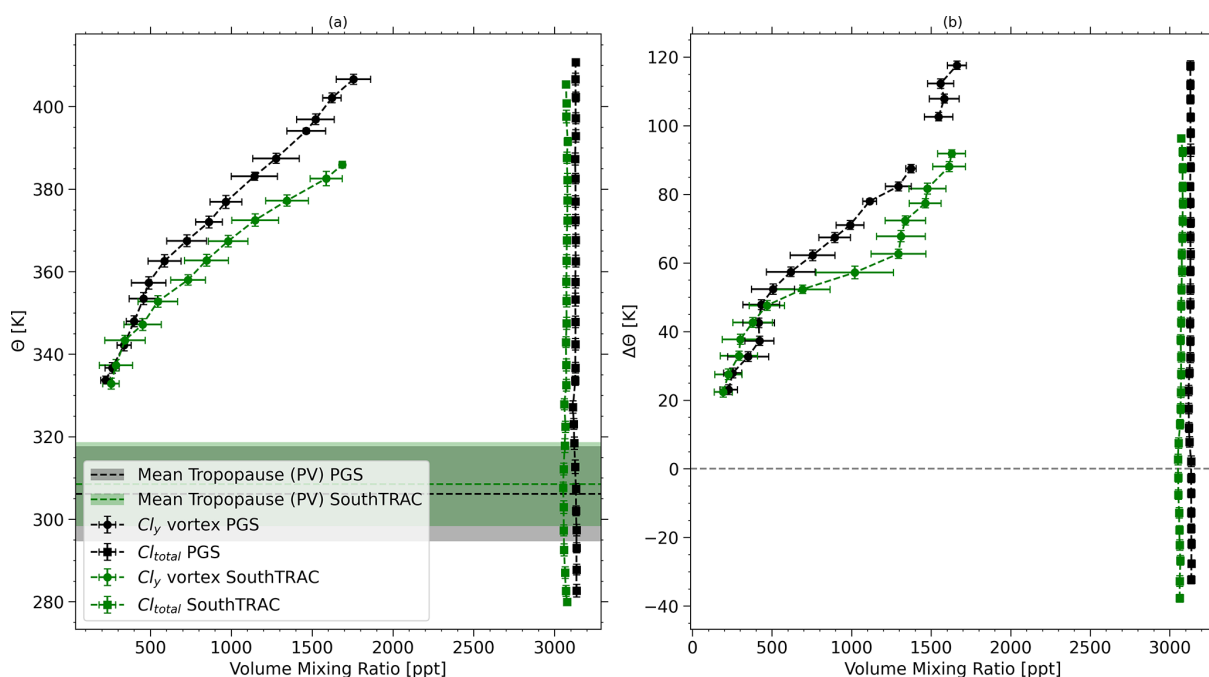 (a)
(b)
Θ [K]
400
380
360
340
320
300
280
Mean Tropopause (PV) PGS
Mean Tropopause (PV) SouthTRAC
Cl_y vortex PGS
Cl_total PGS
Cl_y vortex SouthTRAC
Cl_total SouthTRAC
500 1000 1500 2000 2500 3000
Volume Mixing Ratio [ppt]
ΔΘ [K]
120
100
80
60
40
20
0
−20
−40
0 500 1000 1500 2000 2500 3000
Volume Mixing Ratio [ppt]